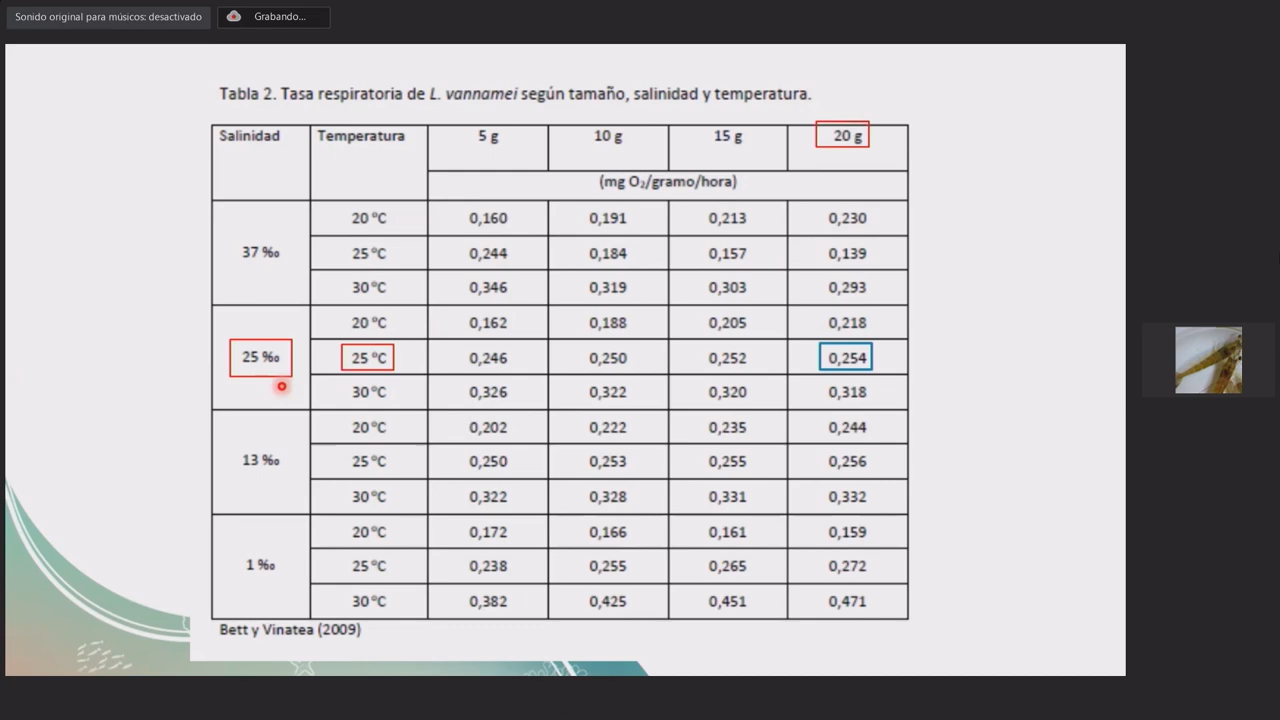 Sonido original para músicos: desactivado
Grabando...
Tabla 2. Tasa respiratoria de L. vannamei según tamaño, salinidad y temperatura.
Salinidad Temperatura 5 g 10 g 15 g 20 g
(mg O₂/gramo/hora)
20 °C 0,160 0,191 0,213 0,230
37 ‰ 25 °C 0,244 0,184 0,157 0,139
30 °C 0,346 0,319 0,303 0,293
20 °C 0,162 0,188 0,205 0,218
25 ‰ 25 °C 0,246 0,250 0,252 0,254
30 °C 0,326 0,322 0,320 0,318
20 °C 0,202 0,222 0,235 0,244
13 ‰ 25 °C 0,250 0,253 0,255 0,256
30 °C 0,322 0,328 0,331 0,332
20 °C 0,172 0,166 0,161 0,159
1 ‰ 25 °C 0,238 0,255 0,265 0,272
30 °C 0,382 0,425 0,451 0,471
Bett y Vinatea (2009)